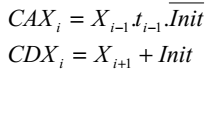 CAX_i = X_{i-1}.t_{i-1}.\overline{Init}
CDX_i = X_{i+1} + Init